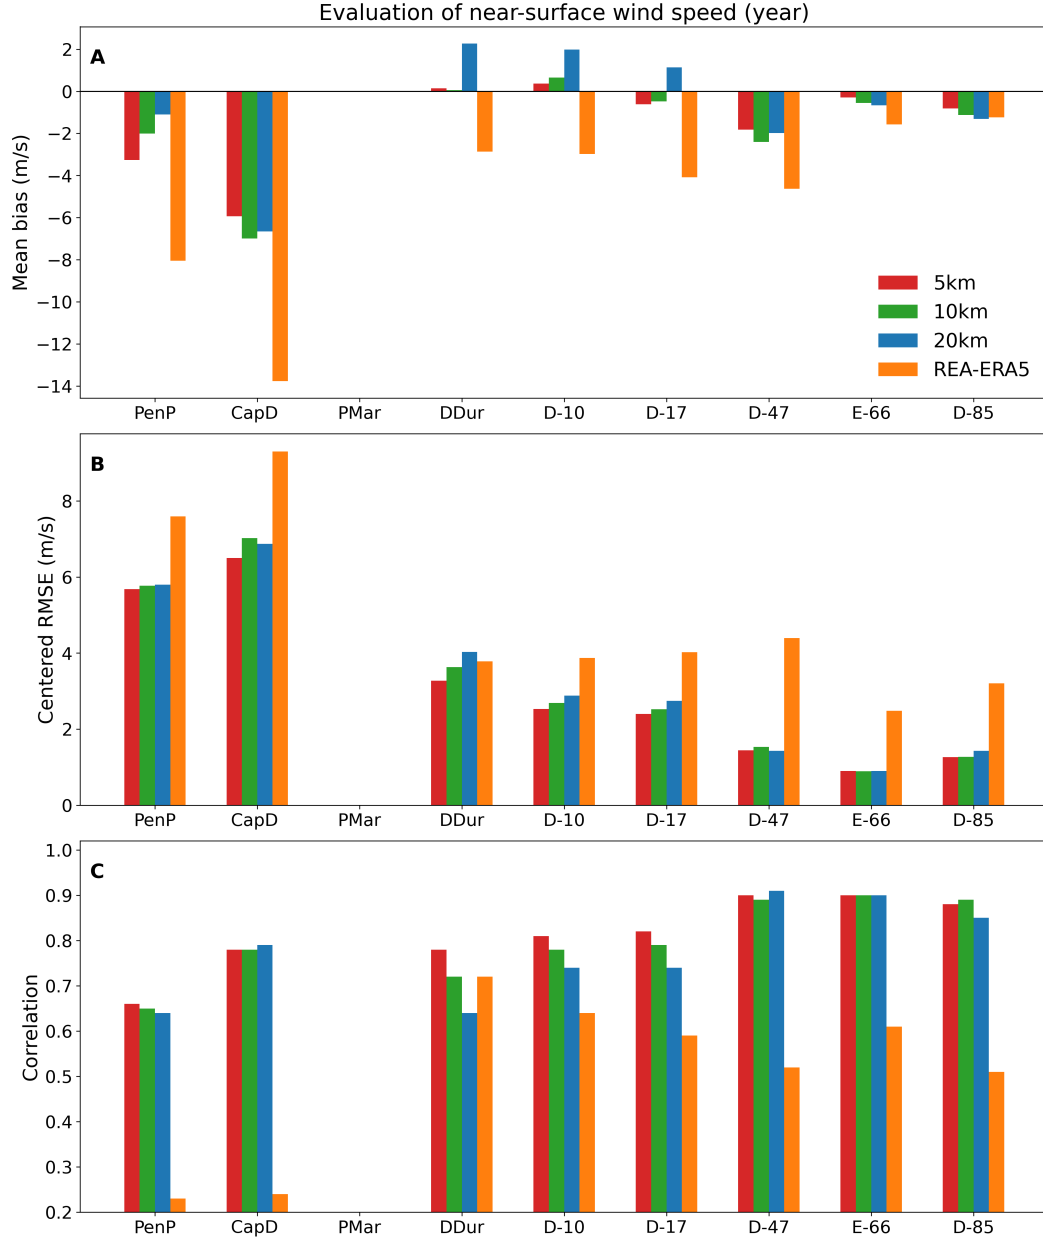 Evaluation of near-surface wind speed (year)
A
Mean bias (m/s)
2
0
−2
−4
−6
−8
−10
−12
−14
5km
10km
20km
REA-ERA5
PenP CapD PMar DDur D-10 D-17 D-47 E-66 D-85
B
Centered RMSE (m/s)
8
6
4
2
0
PenP CapD PMar DDur D-10 D-17 D-47 E-66 D-85
C
Correlation
1.0
0.9
0.8
0.7
0.6
0.5
0.4
0.3
0.2
PenP CapD PMar DDur D-10 D-17 D-47 E-66 D-85